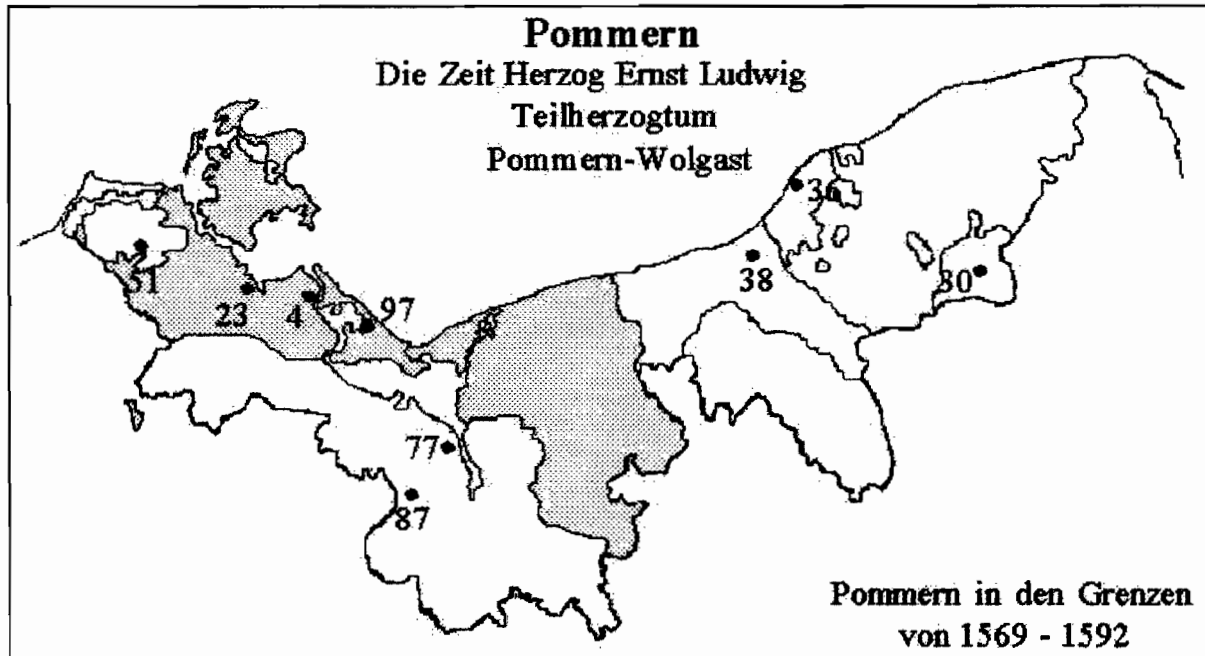 Pommern
Die Zeit Herzog Ernst Ludwig
Teilherzogtum
Pommern-Wolgast
36
51
23
4
97
38
30
77
87
Pommern in den Grenzen
von 1569 - 1592